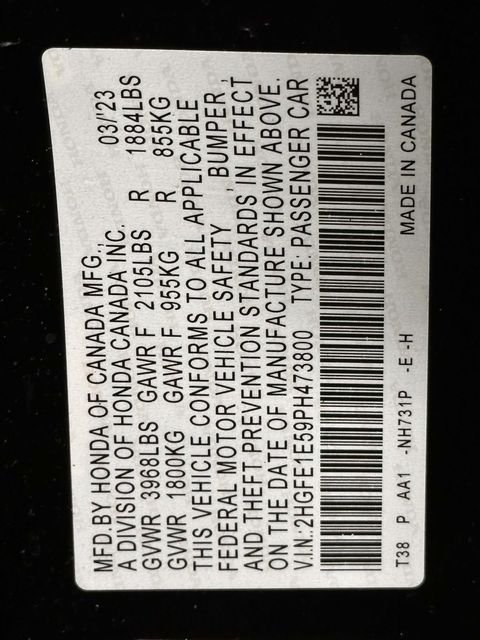 MFD.BY HONDA OF CANADA MFG., 03/'23
A DIVISION OF HONDA CANADA INC.
GVWR 3968LBS GAWR F 2105LBS R 1884LBS
GVWR 1800KG GAWR F 955KG R 855KG
THIS VEHICLE CONFORMS TO ALL APPLICABLE
FEDERAL MOTOR VEHICLE SAFETY, BUMPER,
AND THEFT PREVENTION STANDARDS IN EFFECT
ON THE DATE OF MANUFACTURE SHOWN ABOVE.
V.I.N.:2HGFE1E59PH473800 TYPE: PASSENGER CAR
T38 P AA1 -NH731P -E -H MADE IN CANADA